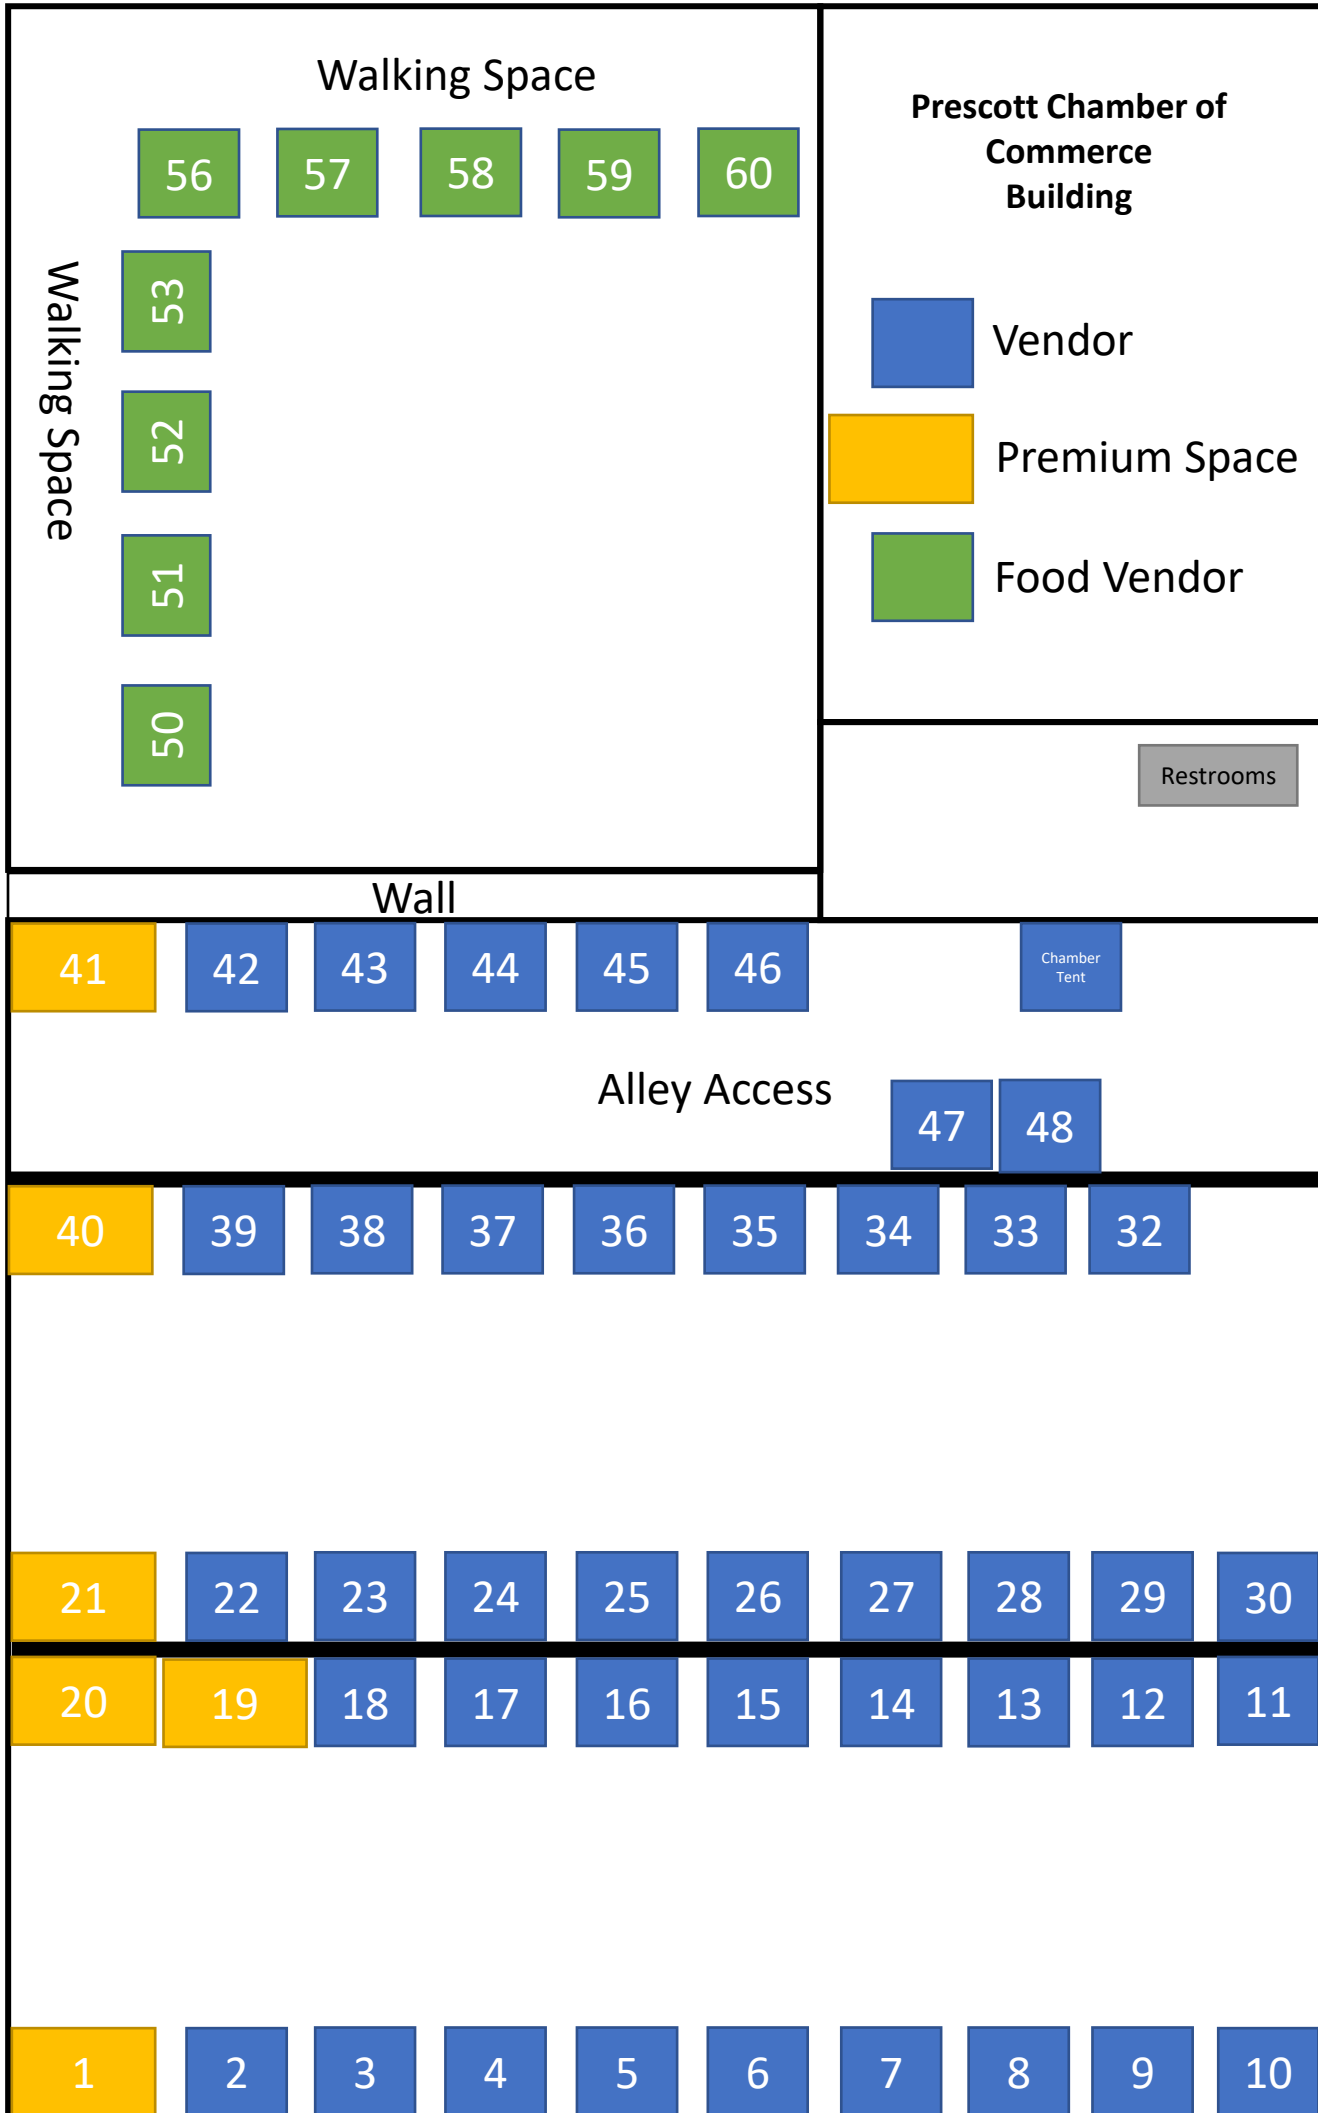 Walking Space
Prescott Chamber of
Commerce
Building
56 57 58 59 60
Walking Space
53
52
51
50
Vendor
Premium Space
Food Vendor
Restrooms
Wall
41 42 43 44 45 46
Chamber
Tent
Alley Access
47 48
40 39 38 37 36 35 34 33 32
21 22 23 24 25 26 27 28 29 30
20 19 18 17 16 15 14 13 12 11
1 2 3 4 5 6 7 8 9 10